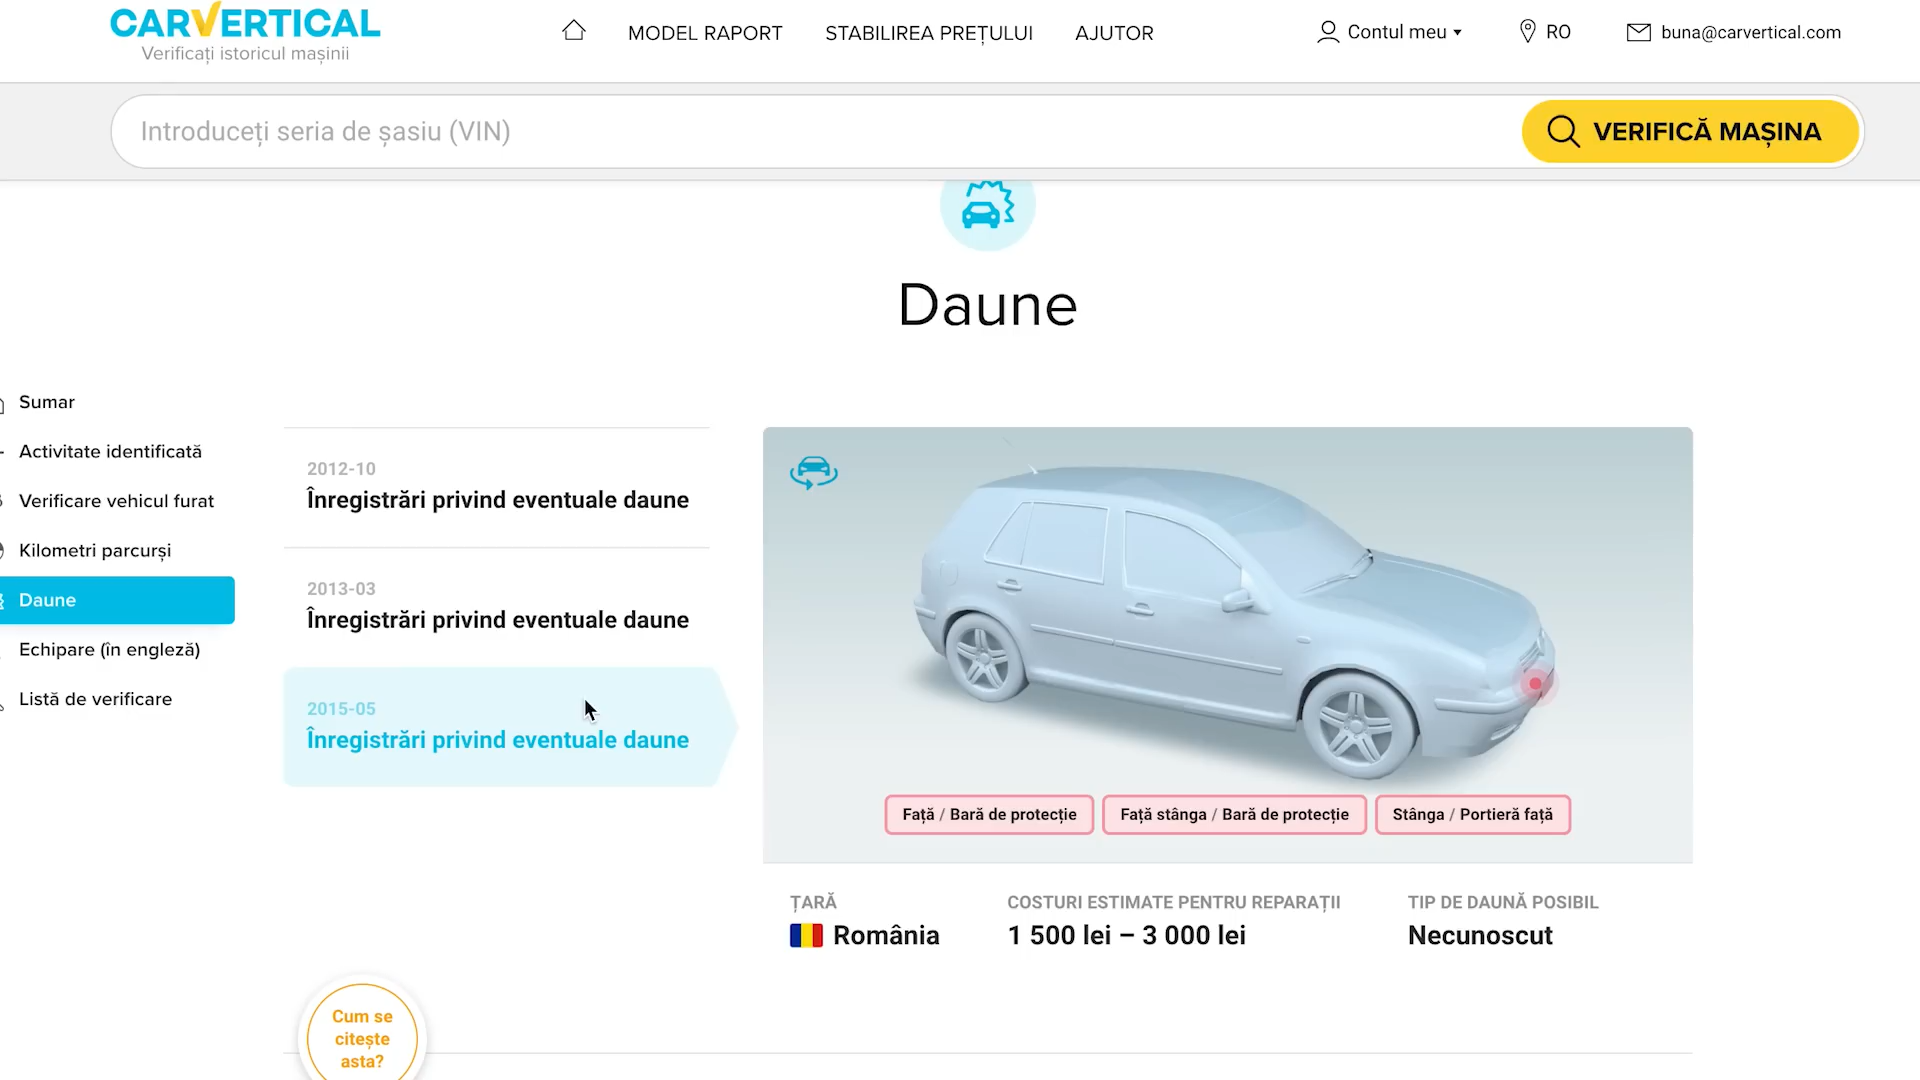 CARVERTICAL
Verificați istoricul mașinii
MODEL RAPORT
STABILIREA PREȚULUI
AJUTOR
Contul meu
RO
buna@carvertical.com
Introduceți seria de șasiu (VIN)
VERIFICĂ MAȘINA
Daune
Sumar
Activitate identificată
Verificare vehicul furat
Kilometri parcurși
Daune
Echipare (în engleză)
Listă de verificare
2012-10
Înregistrări privind eventuale daune
2013-03
Înregistrări privind eventuale daune
2015-05
Înregistrări privind eventuale daune
Față / Bară de protecție
Față stânga / Bară de protecție
Stânga / Portieră față
ȚARĂ
România
COSTURI ESTIMATE PENTRU REPARAȚII
1 500 lei – 3 000 lei
TIP DE DAUNĂ POSIBIL
Necunoscut
Cum se
citește
asta?